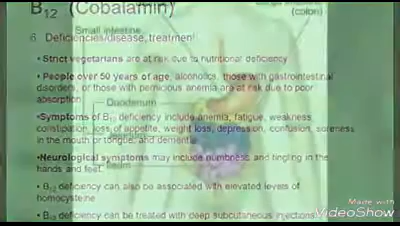 B12 (Cobalamin)
Small intestine
(colon)
6. Deficiencies/disease, treatment
•Strict vegetarians are at risk due to nutritional deficiency
•People over 50 years of age, alcoholics, those with gastrointestinal
disorders, or those with pernicious anemia are at risk due to poor
absorption
Duodenum
•Symptoms of B12 deficiency include anemia, fatigue, weakness,
constipation, loss of appetite, weight loss, depression, confusion, soreness
in the mouth or tongue, and dementia
•Neurological symptoms may include numbness and tingling in the
hands and feet.
Ileum
• B12 deficiency can also be associated with elevated levels of
homocysteine
• B12 deficiency can be treated with deep subcutaneous injections
Made with
VideoShow